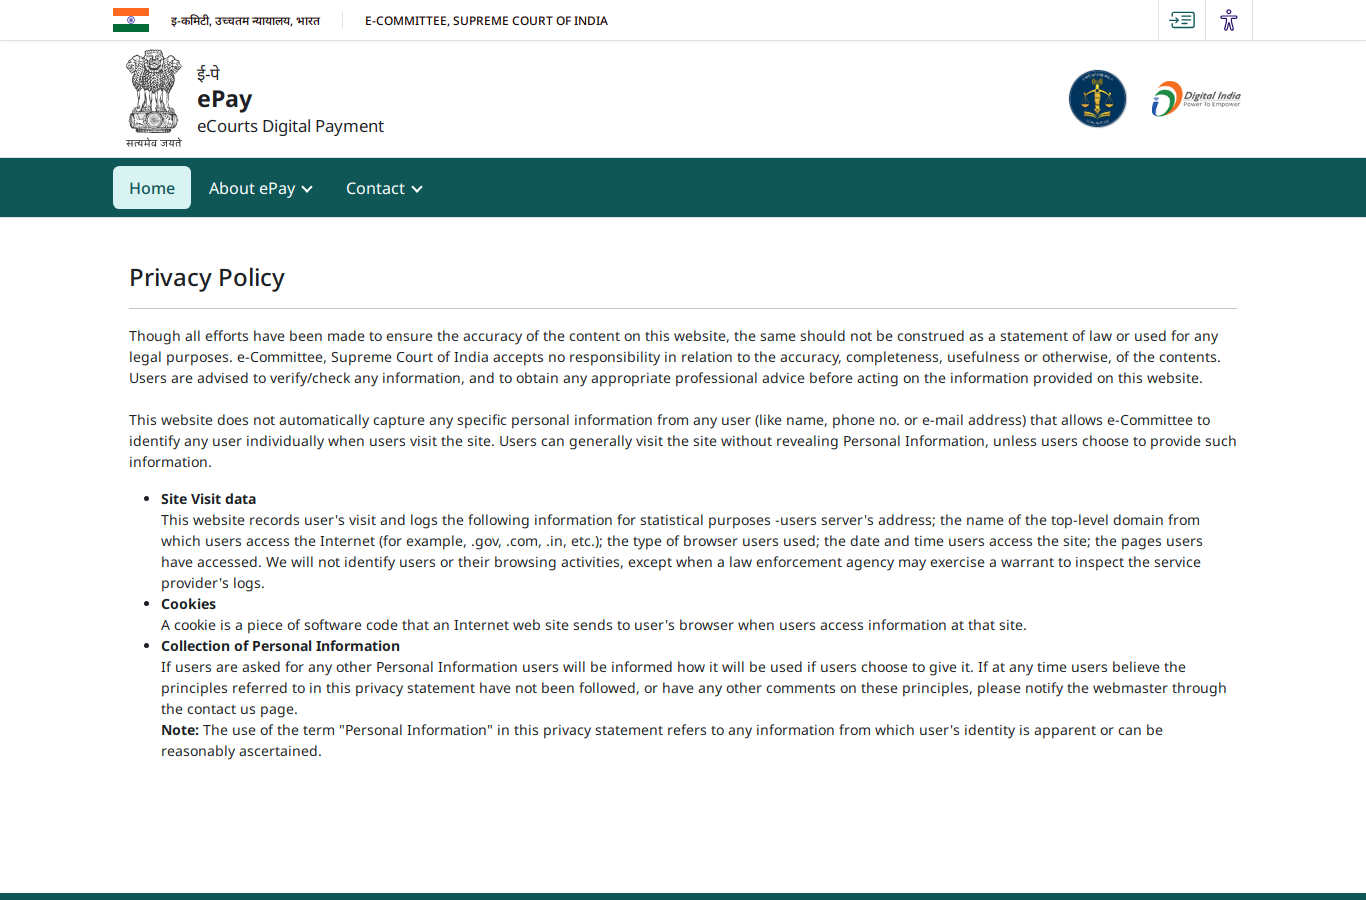 इ-कमिटी, उच्चतम न्यायालय, भारत
E-COMMITTEE, SUPREME COURT OF INDIA
सत्यमेव जयते
ई-पे
ePay
eCourts Digital Payment
Digital India
Power To Empower
Home
About ePay
Contact
Privacy Policy
Though all efforts have been made to ensure the accuracy of the content on this website, the same should not be construed as a statement of law or used for any
legal purposes. e-Committee, Supreme Court of India accepts no responsibility in relation to the accuracy, completeness, usefulness or otherwise, of the contents.
Users are advised to verify/check any information, and to obtain any appropriate professional advice before acting on the information provided on this website.
This website does not automatically capture any specific personal information from any user (like name, phone no. or e-mail address) that allows e-Committee to
identify any user individually when users visit the site. Users can generally visit the site without revealing Personal Information, unless users choose to provide such
information.
• Site Visit data
This website records user's visit and logs the following information for statistical purposes -users server's address; the name of the top-level domain from
which users access the Internet (for example, .gov, .com, .in, etc.); the type of browser users used; the date and time users access the site; the pages users
have accessed. We will not identify users or their browsing activities, except when a law enforcement agency may exercise a warrant to inspect the service
provider's logs.
• Cookies
A cookie is a piece of software code that an Internet web site sends to user's browser when users access information at that site.
• Collection of Personal Information
If users are asked for any other Personal Information users will be informed how it will be used if users choose to give it. If at any time users believe the
principles referred to in this privacy statement have not been followed, or have any other comments on these principles, please notify the webmaster through
the contact us page.
Note: The use of the term "Personal Information" in this privacy statement refers to any information from which user's identity is apparent or can be
reasonably ascertained.